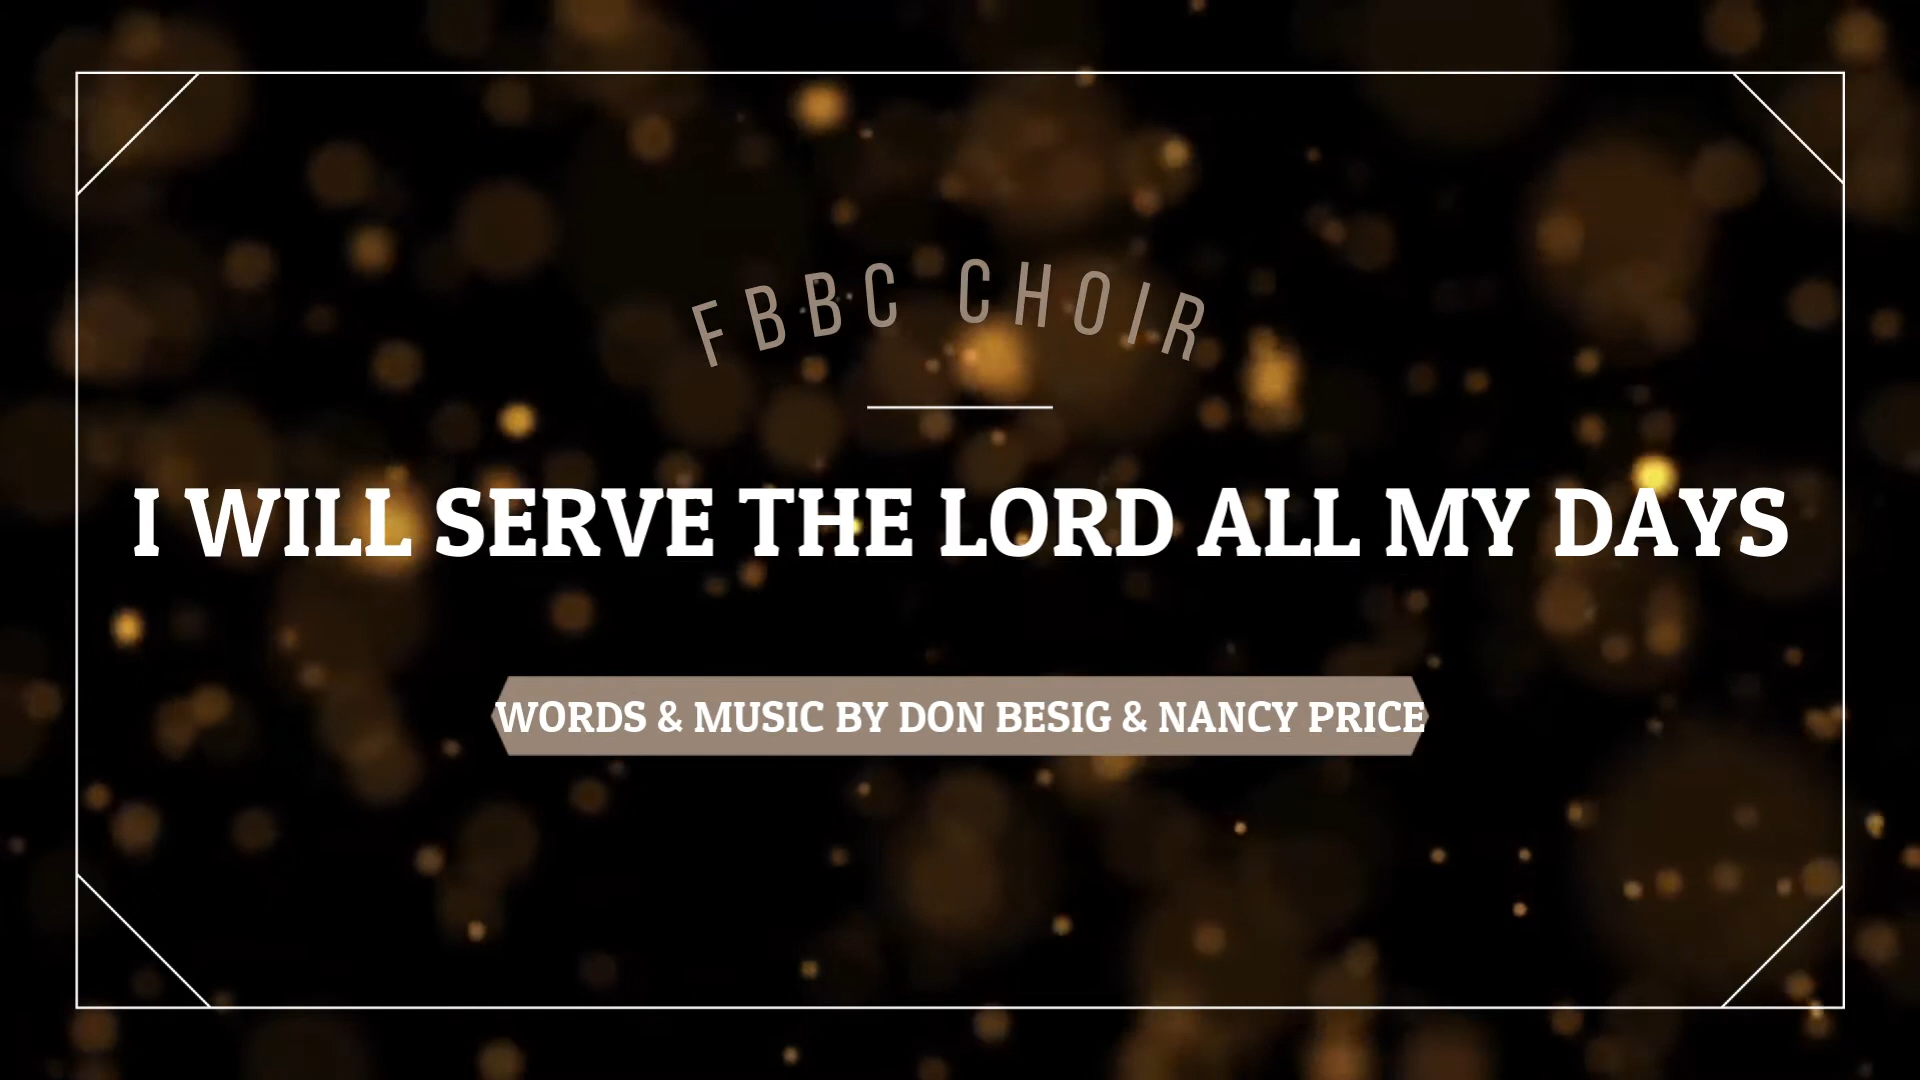 FBBC CHOIR
I WILL SERVE THE LORD ALL MY DAYS
WORDS & MUSIC BY DON BESIG & NANCY PRICE